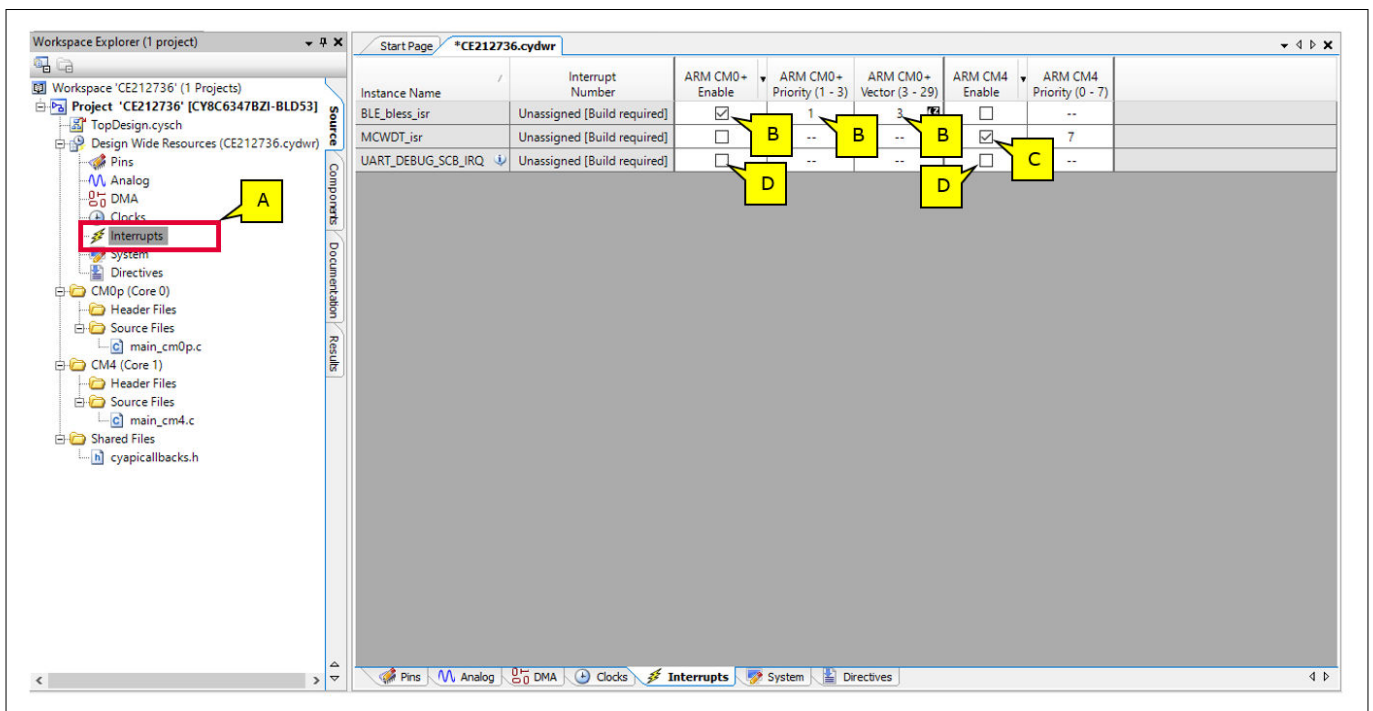 Workspace Explorer (1 project)
Workspace 'CE212736' (1 Projects)
Project 'CE212736' [CY8C6347BZI-BLD53]
TopDesign.cysch
Design Wide Resources (CE212736.cydwr)
Pins
Analog
DMA
Clocks
Interrupts
System
Directives
CM0p (Core 0)
Header Files
Source Files
main_cm0p.c
CM4 (Core 1)
Header Files
Source Files
main_cm4.c
Shared Files
cyapicallbacks.h
A
Source
Components
Documentation
Results
Start Page *CE212736.cydwr
Instance Name Interrupt Number ARM CM0+ Enable ARM CM0+ Priority (1 - 3) ARM CM0+ Vector (3 - 29) ARM CM4 Enable ARM CM4 Priority (0 - 7)
BLE_bless_isr Unassigned [Build required] 1 3 --
MCWDT_isr Unassigned [Build required] -- -- 7
UART_DEBUG_SCB_IRQ Unassigned [Build required] -- -- --
B B B C
D D
Pins Analog DMA Clocks Interrupts System Directives